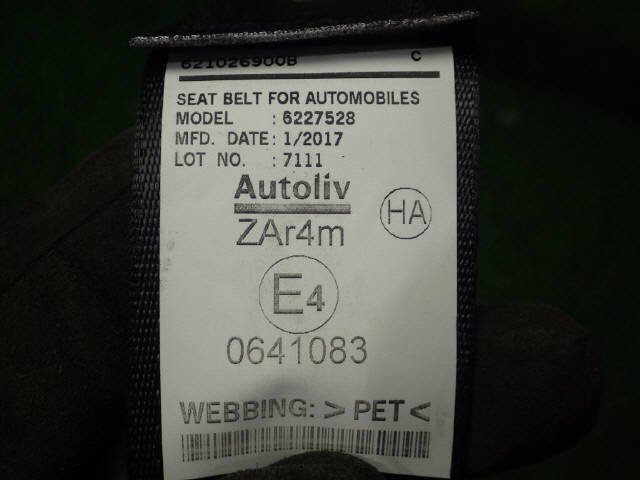 621026900B C
SEAT BELT FOR AUTOMOBILES
MODEL : 6227528
MFD. DATE: 1/2017
LOT NO. : 7111
Autoliv
HA
ZAr4m
E4
0641083
WEBBING: > PET <